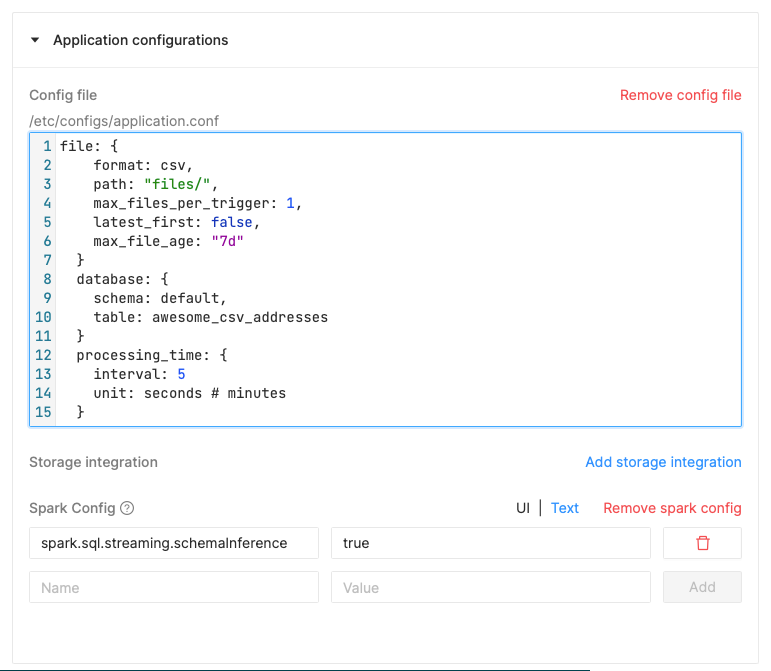 Application configurations
Config file
Remove config file
/etc/configs/application.conf
1 file: {
2     format: csv,
3     path: "files/",
4     max_files_per_trigger: 1,
5     latest_first: false,
6     max_file_age: "7d"
7   }
8   database: {
9     schema: default,
10     table: awesome_csv_addresses
11   }
12   processing_time: {
13     interval: 5
14     unit: seconds # minutes
15   }
Storage integration
Add storage integration
Spark Config ?
UI | Text
Remove spark config
spark.sql.streaming.schemaInference
true
Name
Value
Add